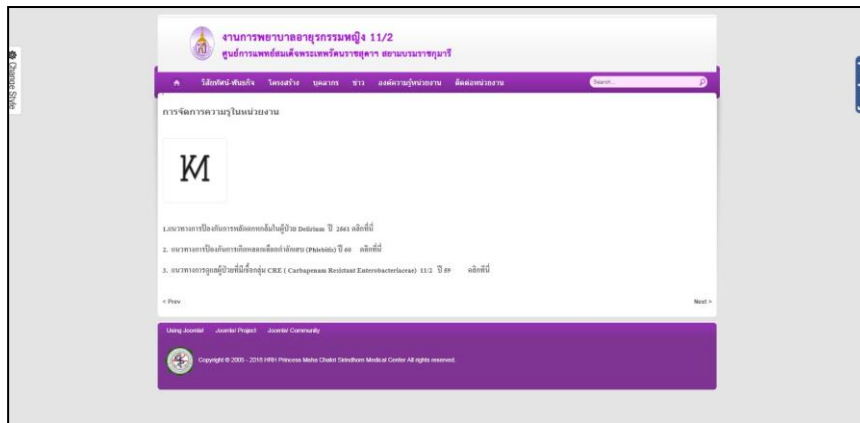 งานการพยาบาลอายุรกรรมหญิง 11/2
ศูนย์การแพทย์สมเด็จพระเทพรัตนราชสุดาฯ สยามบรมราชกุมารี
Change Style
วิสัยทัศน์-พันธกิจ โครงสร้าง บุคลากร ข่าว องค์ความรู้หน่วยงาน ติดต่อหน่วยงาน Search...
การจัดการความรู้ในหน่วยงาน
KM
1.แนวทางการป้องกันการพลัดตกหกล้มในผู้ป่วย Delirium ปี 2561 คลิกที่นี่
2. แนวทางการป้องกันการเกิดหลอดเลือดดำอักเสบ (Phlebitis) ปี 60 คลิกที่นี่
3. แนวทางการดูแลผู้ป่วยที่มีเชื้อกลุ่ม CRE ( Carbapenam Resistant Enterobacteriaceae) 11/2 ปี 59 คลิกที่นี่
< Prev Next >
Using Joomla! Joomla! Project Joomla! Community
Copyright © 2005 - 2018 HRH Princess Maha Chakri Sirindhorn Medical Center All rights reserved.